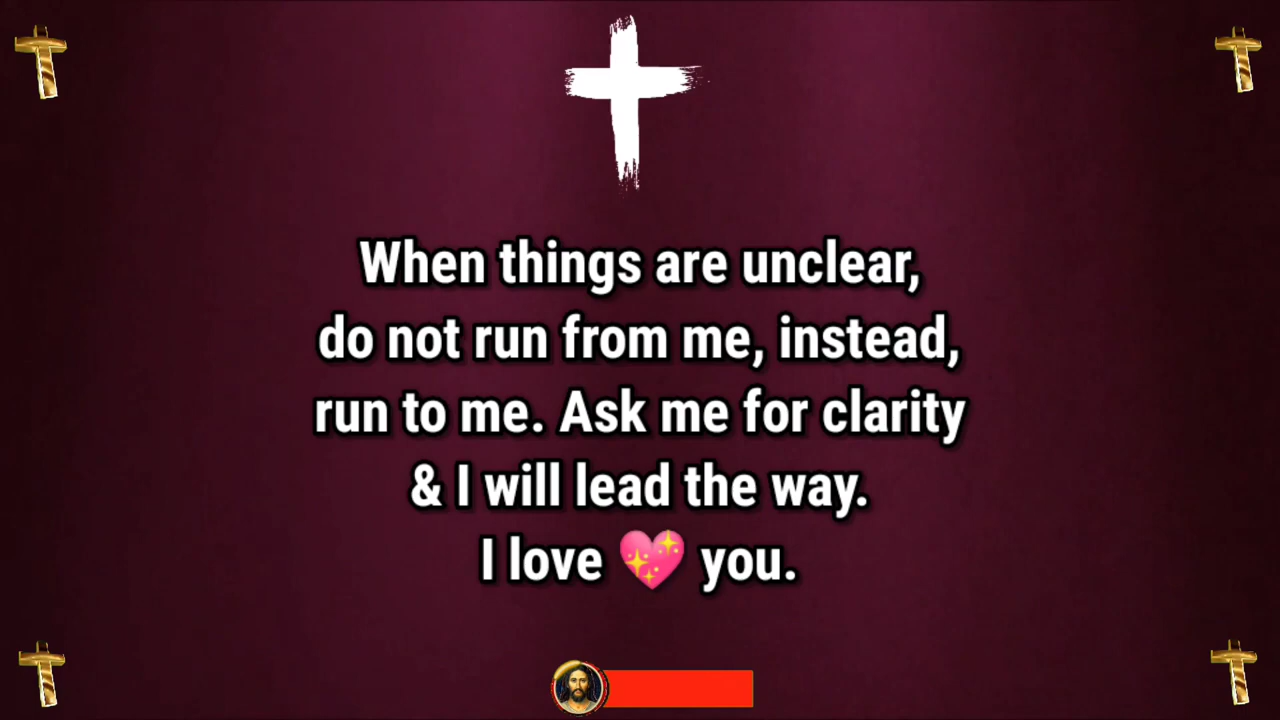 When things are unclear,
do not run from me, instead,
run to me. Ask me for clarity
& I will lead the way.
I love 💖 you.